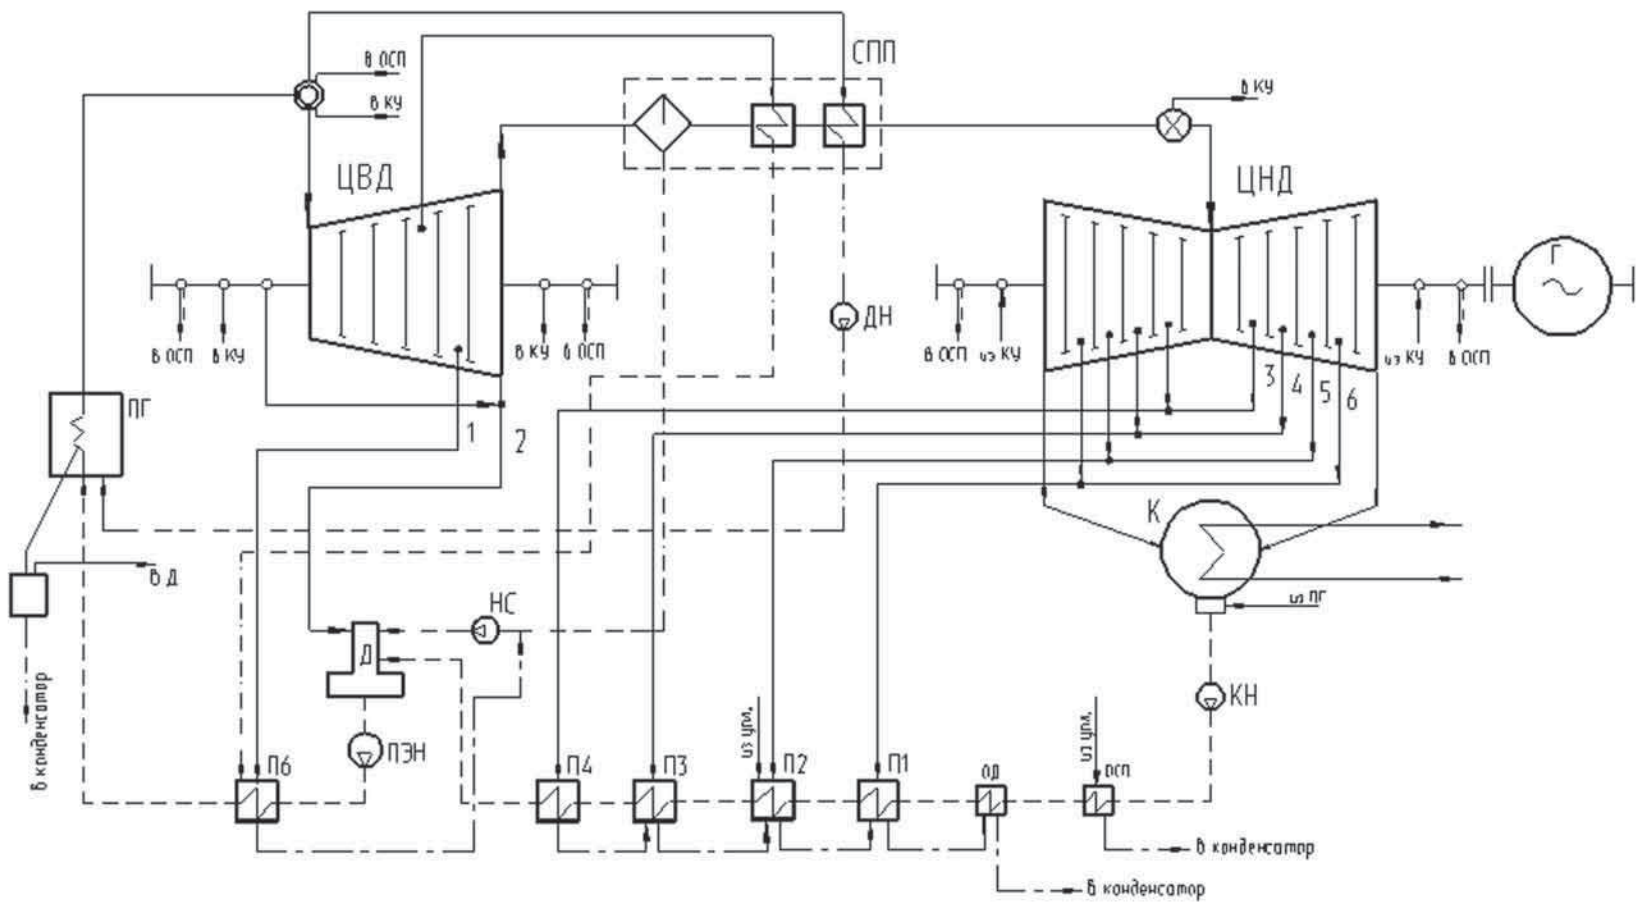 в ОСП
в КУ
СПП
в КУ
ЦВД
ЦНД
Г
в ОСП
в КУ
в КУ
в ОСП
ДН
в ОСП
из КУ
из КУ
в ОСП
3
4
5
6
ПГ
1
2
К
в Д
из ПГ
НС
Д
КН
в конденсатор
ПЭН
из упл.
из упл.
П6
П4
П3
П2
П1
ОД
ОСП
в конденсатор
в конденсатор